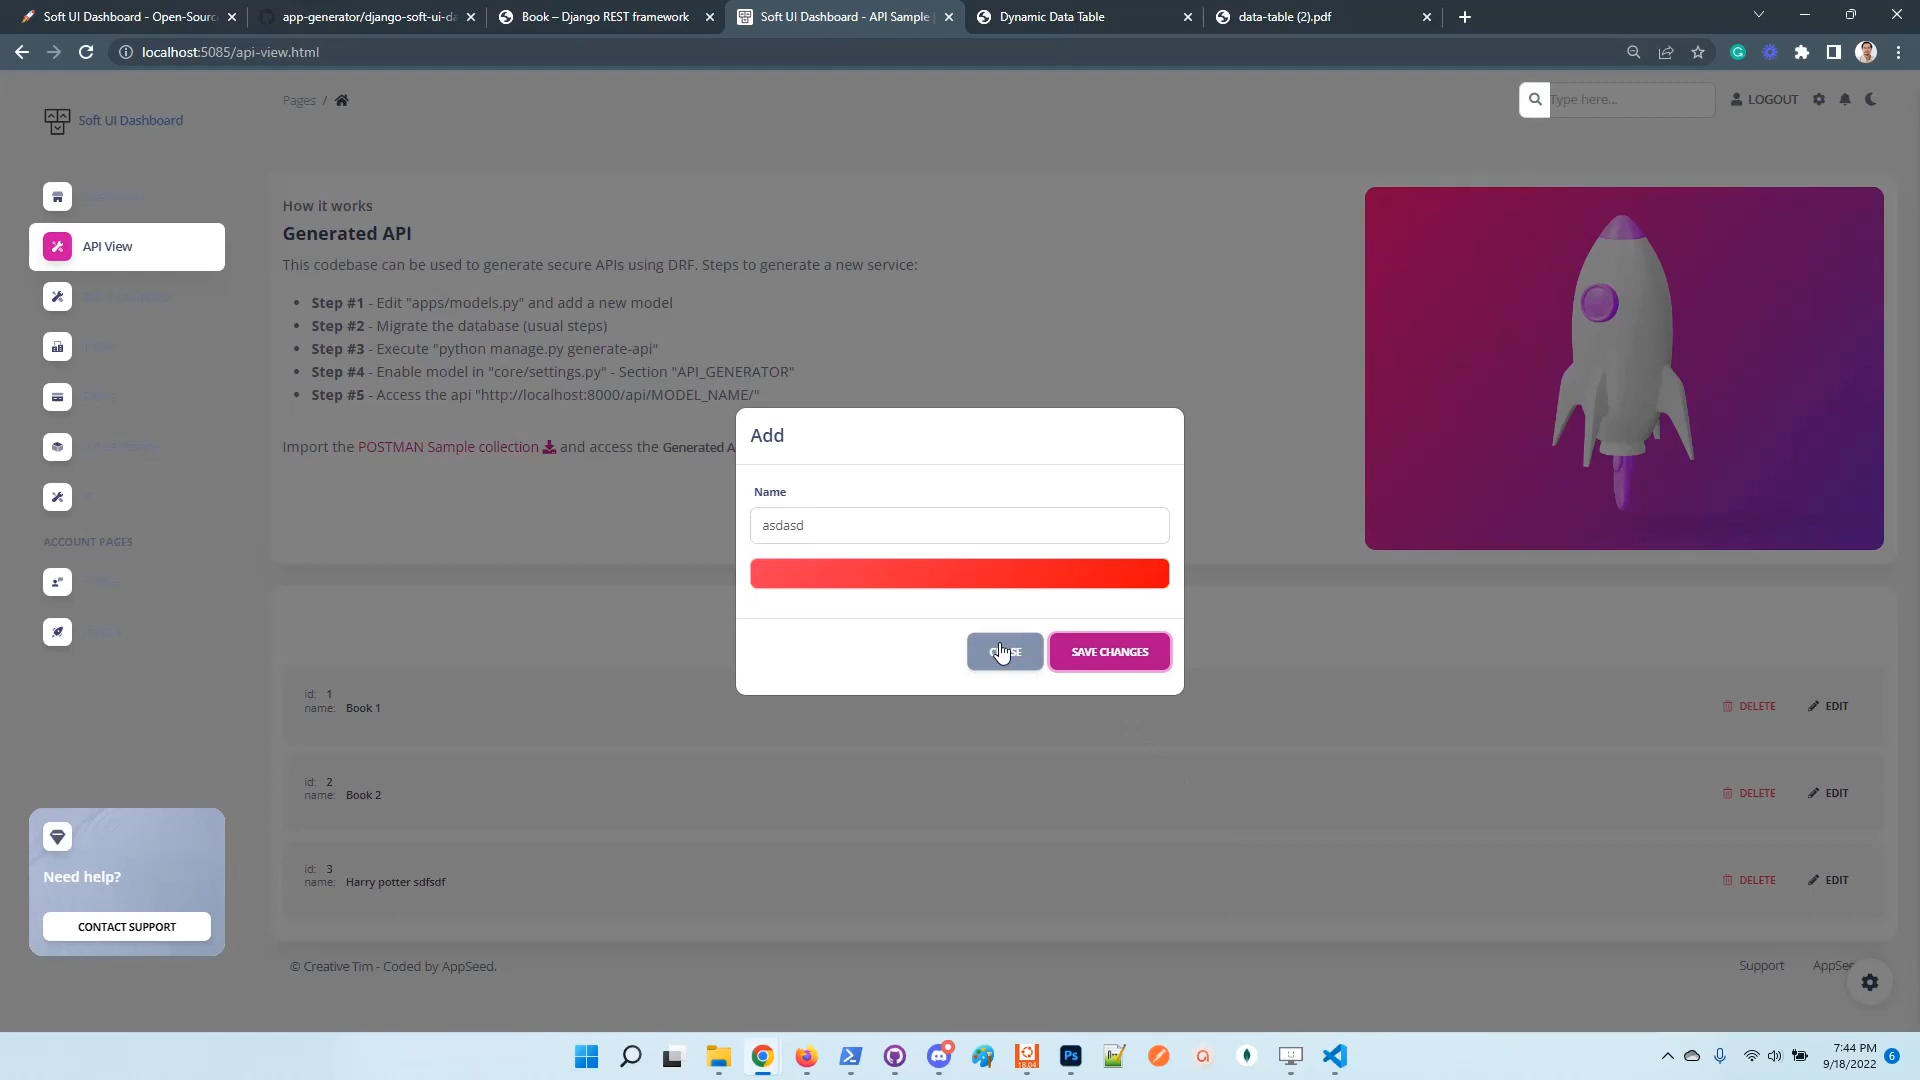 Soft UI Dashboard - Open-Sourc
app-generator/django-soft-ui-da
Book – Django REST framework
Soft UI Dashboard - API Sample
Dynamic Data Table
data-table (2).pdf
localhost:5085/api-view.html
Soft UI Dashboard
Pages /
Type here...
LOGOUT
API View
ACCOUNT PAGES
Need help?
CONTACT SUPPORT
How it works
Generated API
This codebase can be used to generate secure APIs using DRF. Steps to generate a new service:
• Step #1 - Edit "apps/models.py" and add a new model
• Step #2 - Migrate the database (usual steps)
• Step #3 - Execute "python manage.py generate-api"
• Step #4 - Enable model in "core/settings.py" - Section "API_GENERATOR"
• Step #5 - Access the api "http://localhost:8000/api/MODEL_NAME/"
Import the POSTMAN Sample collection and access the Generated A
Add
Name
asdasd
SAVE CHANGES
id: 1
name: Book 1
DELETE EDIT
id: 2
name: Book 2
DELETE EDIT
id: 3
name: Harry potter sdfsdf
DELETE EDIT
© Creative Tim - Coded by AppSeed.
Support AppSee
18.04
Ps
7:44 PM
9/18/2022
6